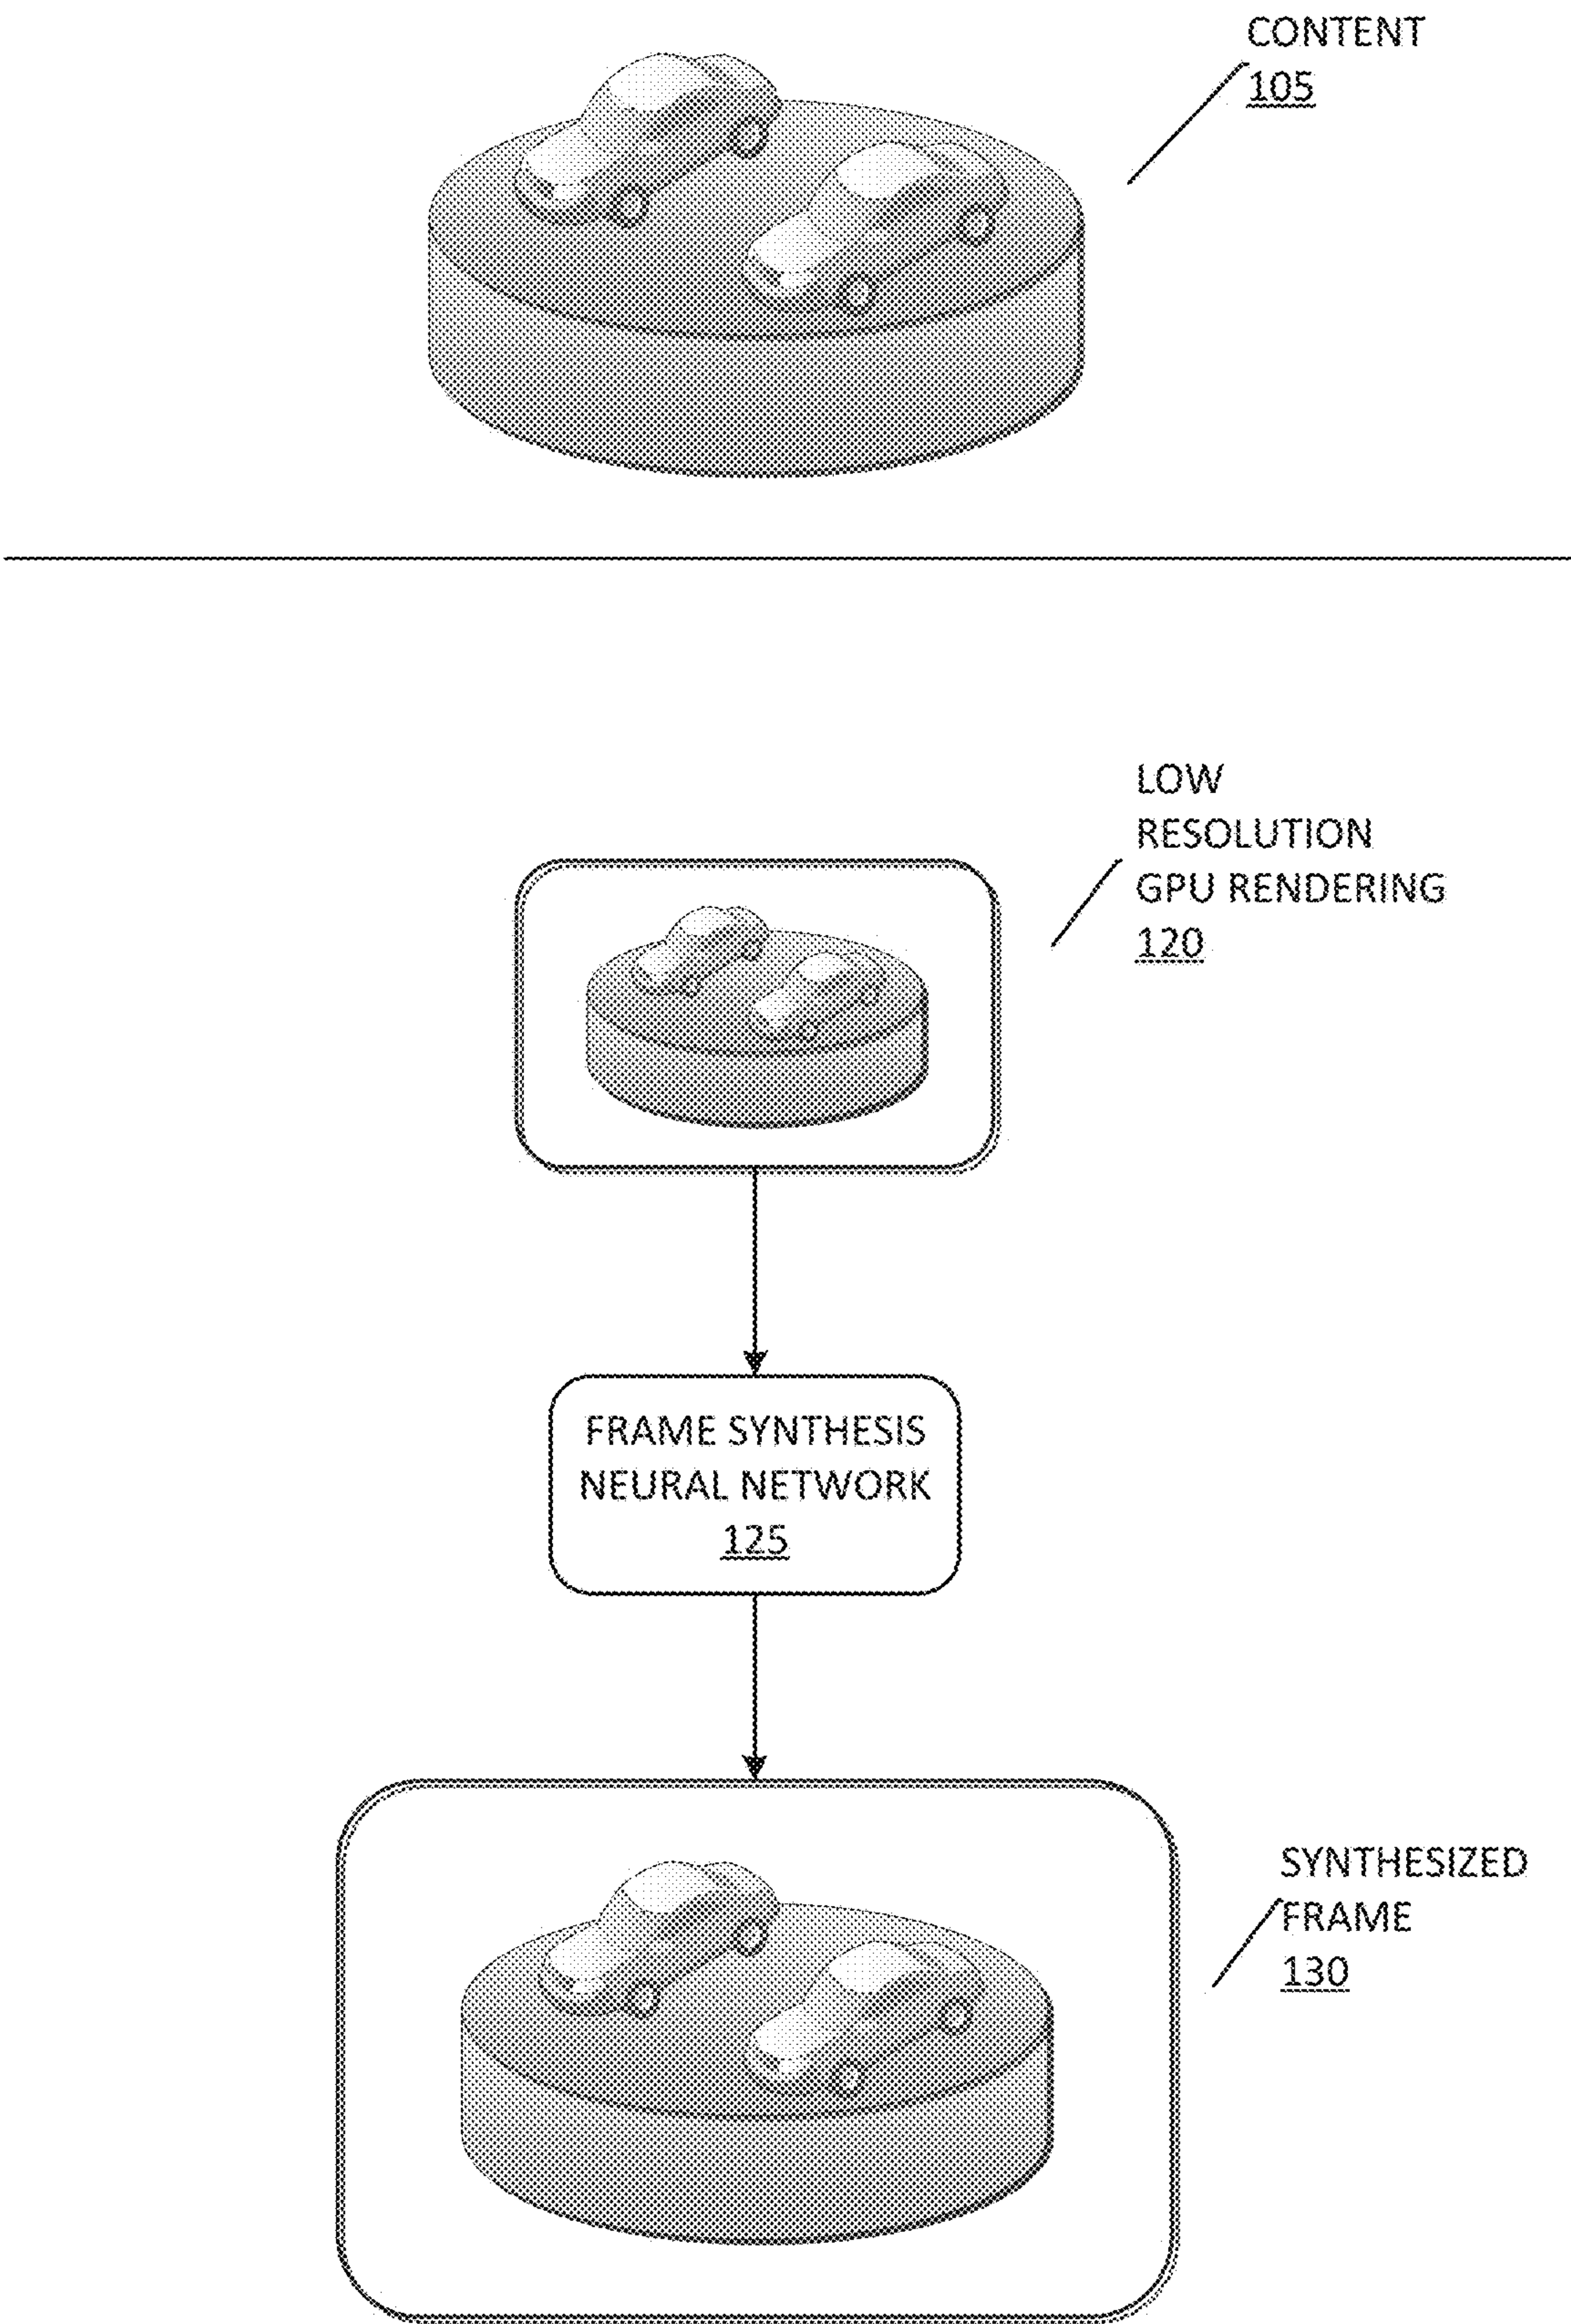 CONTENT
105
LOW
RESOLUTION
GPU RENDERING
120
FRAME SYNTHESIS
NEURAL NETWORK
125
SYNTHESIZED
FRAME
130